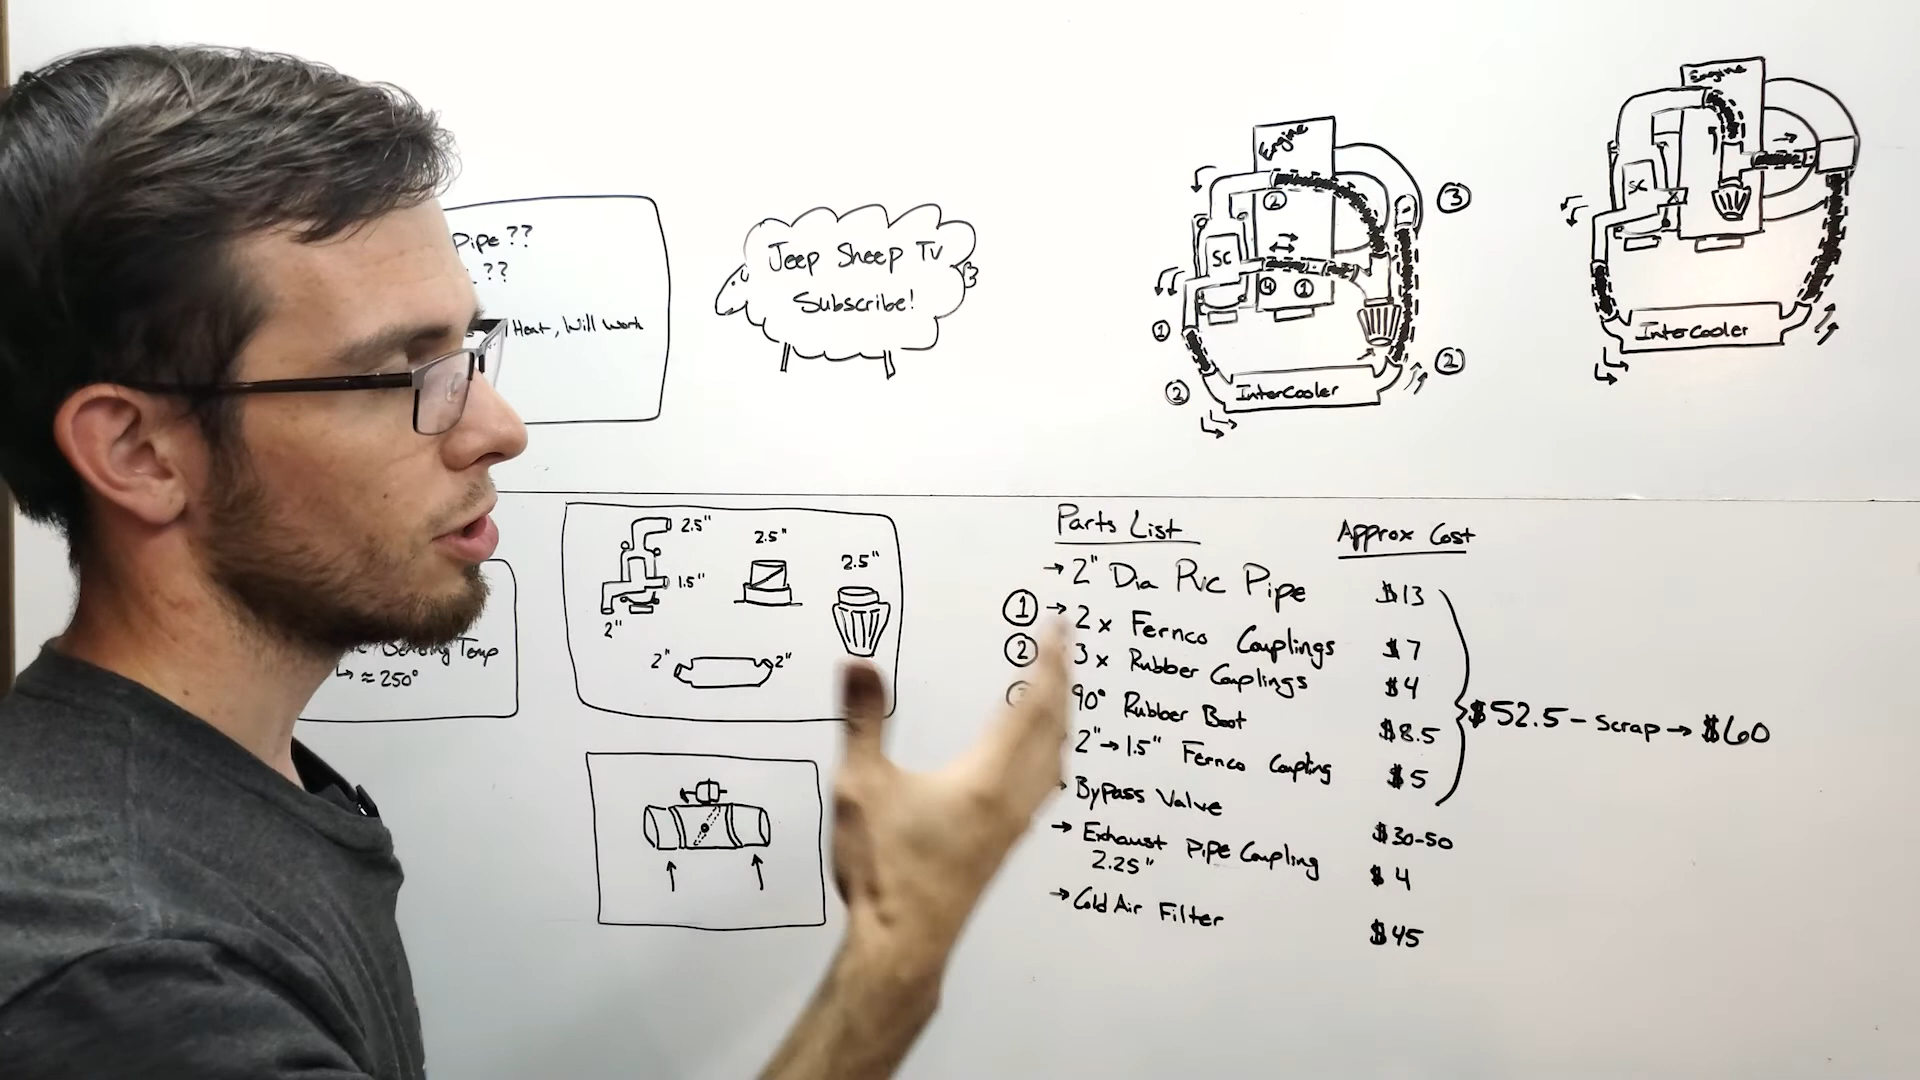 Pipe ??
??
Heat, Will Work
Jeep Sheep TV
Subscribe!
Engine
2
3
SC
4
1
1
2
2
InterCooler
Engine
SC
InterCooler
Temp
↳ ≈ 250°
2.5"
1.5"
2"
2.5"
2.5"
2" 2"
Parts List Approx Cost
→ 2" Dia PVC Pipe $13
1 → 2 x Fernco Couplings $7
2 3 x Rubber Couplings $4
90° Rubber Boot $8.5
2"→1.5" Fernco Coupling $5
$52.5 - Scrap → $60
Bypass Valve $30-50
→ Exhaust Pipe Coupling $4
2.25"
→ Cold Air Filter $45